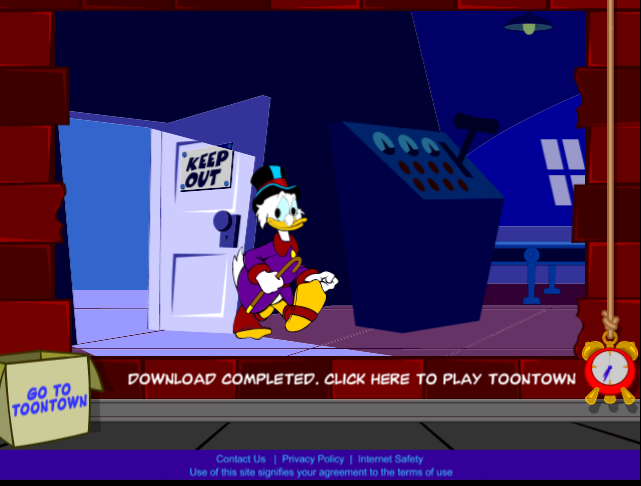 KEEP
OUT
DOWNLOAD COMPLETED. CLICK HERE TO PLAY TOONTOWN
GO TO
TOONTOWN
Contact Us | Privacy Policy | Internet Safety
Use of this site signifies your agreement to the terms of use